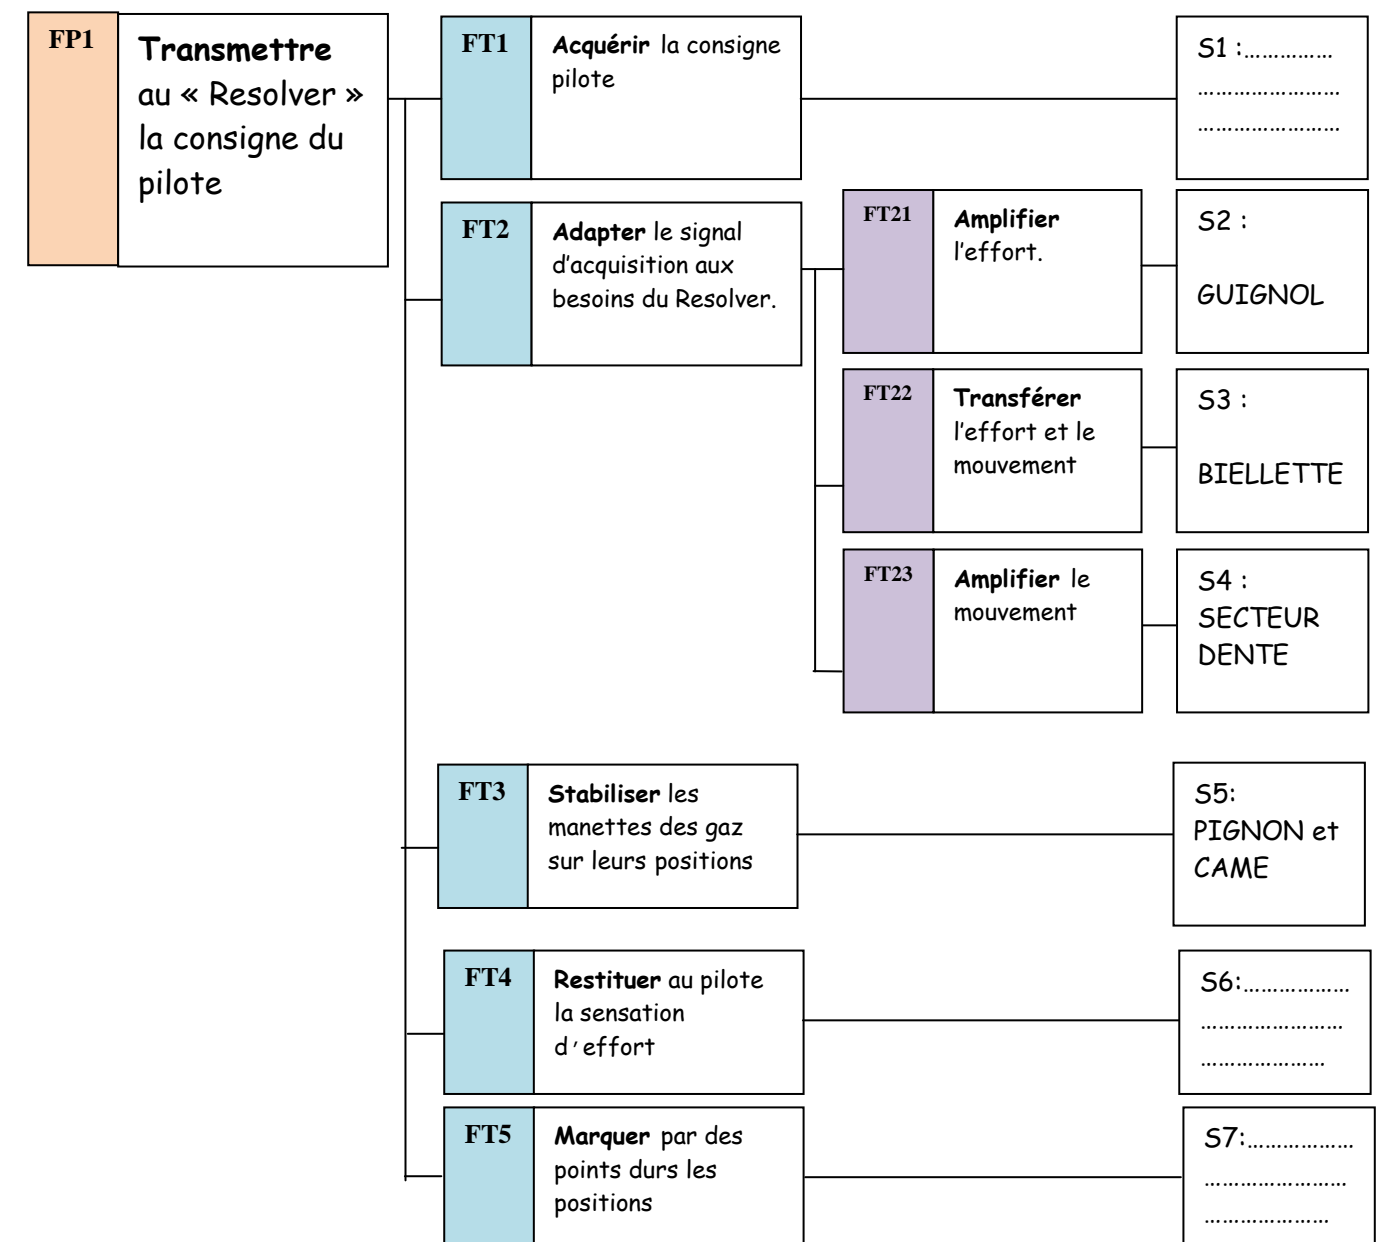 FP1
Transmettre
au « Resolver »
la consigne du
pilote
FT1
Acquérir la consigne
pilote
S1 :……………
……………………
……………………
FT2
Adapter le signal
d'acquisition aux
besoins du Resolver.
FT21
Amplifier
l'effort.
S2 :
GUIGNOL
FT22
Transférer
l'effort et le
mouvement
S3 :
BIELLETTE
FT23
Amplifier le
mouvement
S4 :
SECTEUR
DENTE
FT3
Stabiliser les
manettes des gaz
sur leurs positions
S5:
PIGNON et
CAME
FT4
Restituer au pilote
la sensation
d'effort
S6:………………
……………………
…………………
FT5
Marquer par des
points durs les
positions
S7:………………
……………………
…………………